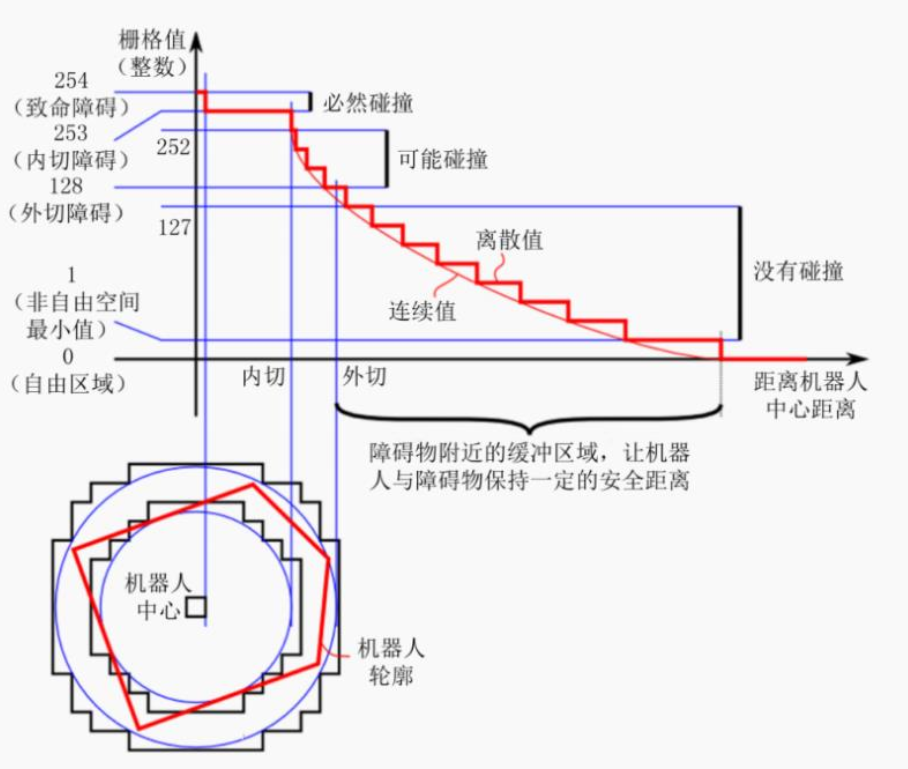 栅格值
（整数）
254
（致命障碍）
253
（内切障碍）
252
128
（外切障碍）
127
1
（非自由空间
最小值）
0
（自由区域）
必然碰撞
可能碰撞
没有碰撞
离散值
连续值
内切
外切
距离机器人
中心距离
障碍物附近的缓冲区域，让机器
人与障碍物保持一定的安全距离
机器人
中心
机器人
轮廓